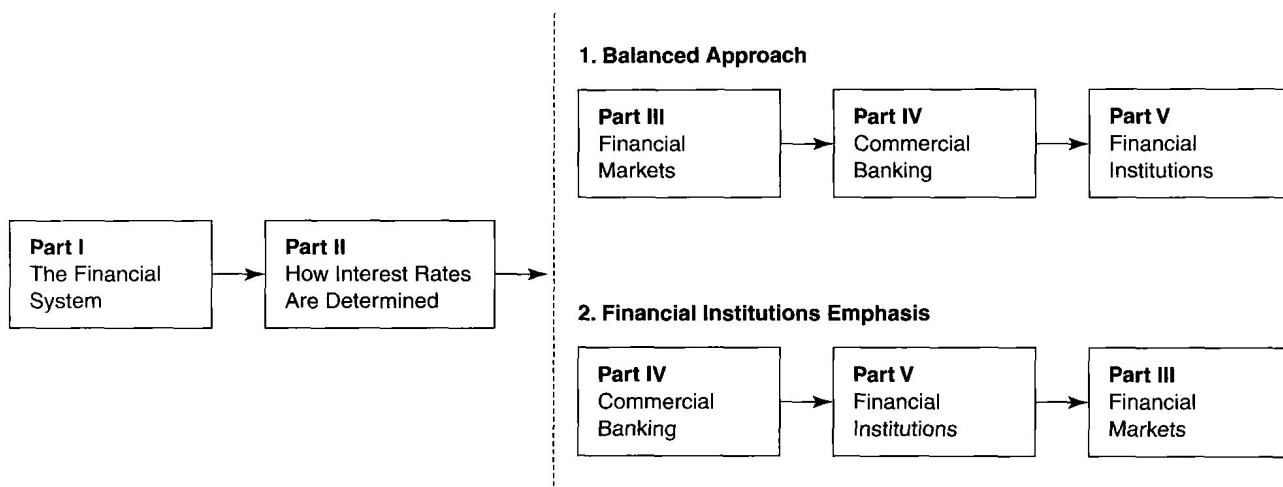 Part I
The Financial
System
Part II
How Interest Rates
Are Determined
1. Balanced Approach
Part III
Financial
Markets
Part IV
Commercial
Banking
Part V
Financial
Institutions
2. Financial Institutions Emphasis
Part IV
Commercial
Banking
Part V
Financial
Institutions
Part III
Financial
Markets